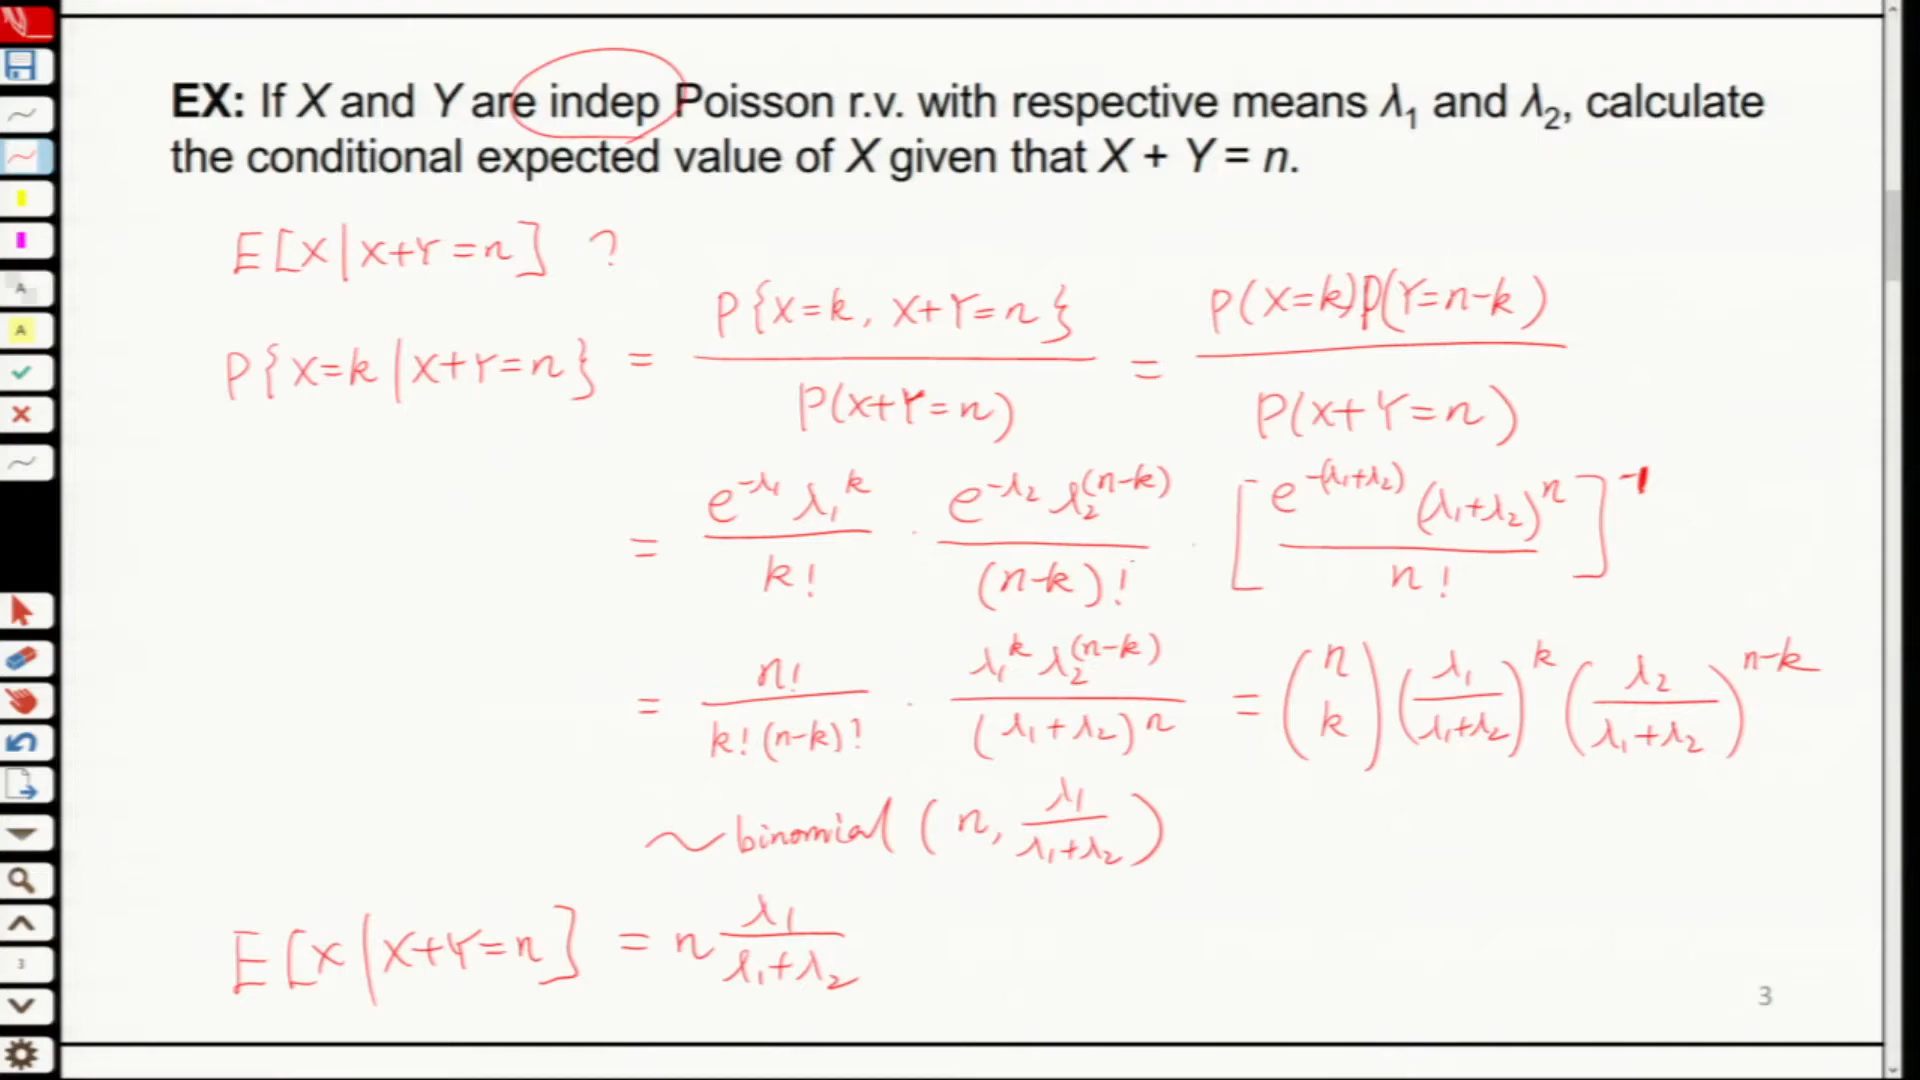 EX: If X and Y are indep Poisson r.v. with respective means λ₁ and λ₂, calculate
the conditional expected value of X given that X + Y = n.
E[X|X+Y=n] ?
P{X=k|X+Y=n} = P{X=k, X+Y=n} / P(X+Y=n) = P(X=k)P(Y=n-k) / P(X+Y=n)
= e^{-λ₁} λ₁^k / k! · e^{-λ₂} λ₂^{(n-k)} / (n-k)! · [e^{-(λ₁+λ₂)} (λ₁+λ₂)^n / n!]^{-1}
= n! / k!(n-k)! · λ₁^k λ₂^{(n-k)} / (λ₁+λ₂)^n = (n k) (λ₁ / λ₁+λ₂)^k (λ₂ / λ₁+λ₂)^{n-k}
~ binomial (n, λ₁ / λ₁+λ₂)
E[X|X+Y=n] = n λ₁ / λ₁+λ₂
3